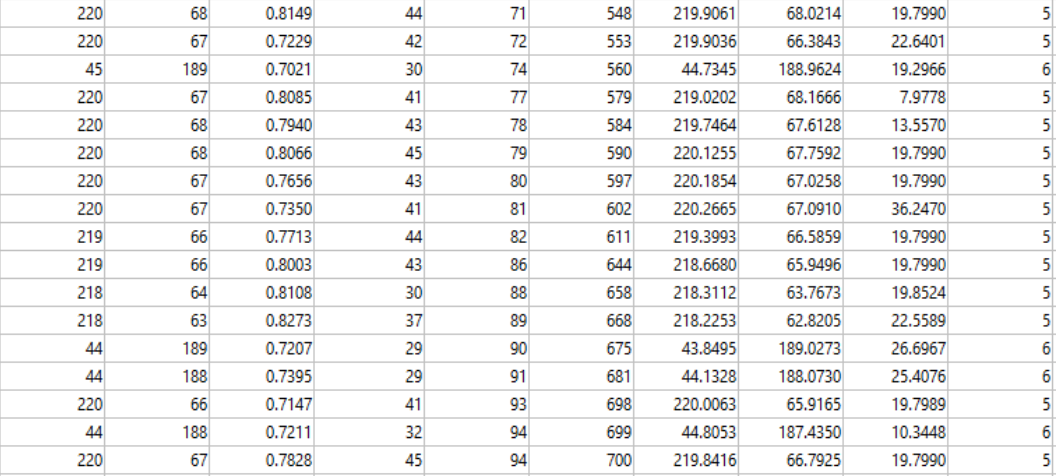 220 68 0.8149 44 71 548 219.9061 68.0214 19.7990 5
220 67 0.7229 42 72 553 219.9036 66.3843 22.6401 5
45 189 0.7021 30 74 560 44.7345 188.9624 19.2966 6
220 67 0.8085 41 77 579 219.0202 68.1666 7.9778 5
220 68 0.7940 43 78 584 219.7464 67.6128 13.5570 5
220 68 0.8066 45 79 590 220.1255 67.7592 19.7990 5
220 67 0.7656 43 80 597 220.1854 67.0258 19.7990 5
220 67 0.7350 41 81 602 220.2665 67.0910 36.2470 5
219 66 0.7713 44 82 611 219.3993 66.5859 19.7990 5
219 66 0.8003 43 86 644 218.6680 65.9496 19.7990 5
218 64 0.8108 30 88 658 218.3112 63.7673 19.8524 5
218 63 0.8273 37 89 668 218.2253 62.8205 22.5589 5
44 189 0.7207 29 90 675 43.8495 189.0273 26.6967 6
44 188 0.7395 29 91 681 44.1328 188.0730 25.4076 6
220 66 0.7147 41 93 698 220.0063 65.9165 19.7989 5
44 188 0.7211 32 94 699 44.8053 187.4350 10.3448 6
220 67 0.7828 45 94 700 219.8416 66.7925 19.7990 5